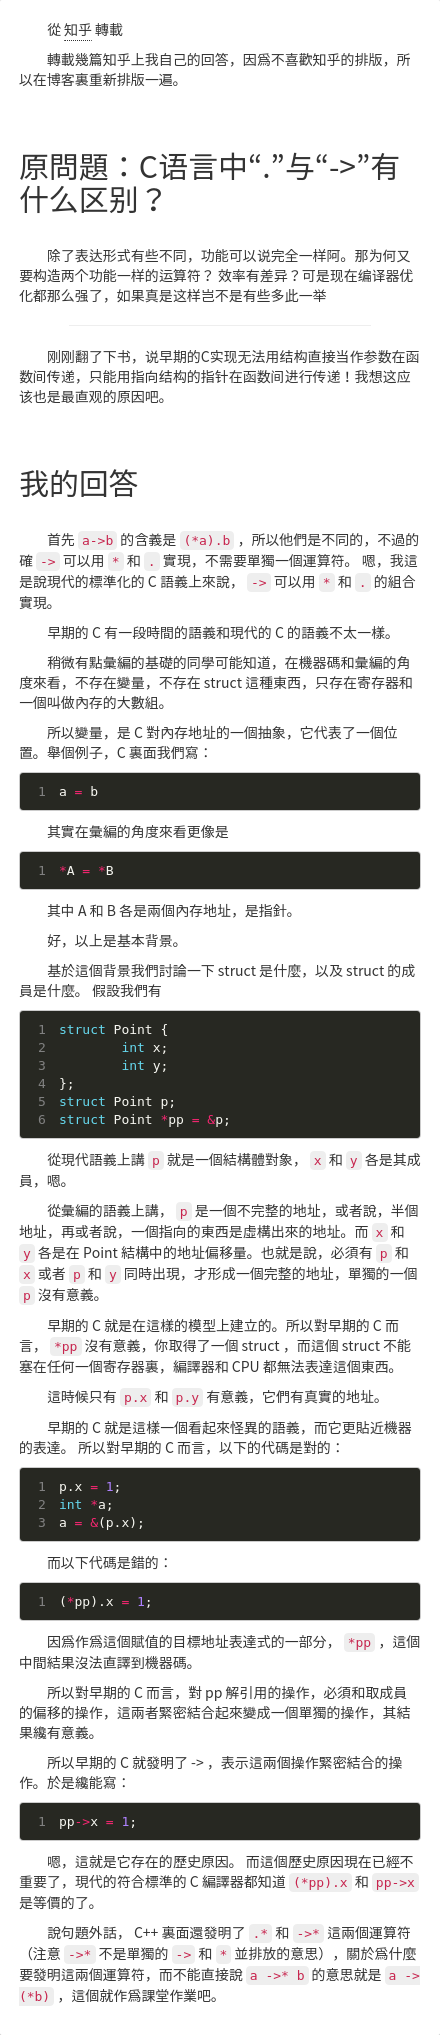 從 知乎 轉載
轉載幾篇知乎上我自己的回答，因爲不喜歡知乎的排版，所
以在博客裏重新排版一遍。
原問題：C语言中“.”与“->”有
什么区别？
除了表达形式有些不同，功能可以说完全一样阿。那为何又
要构造两个功能一样的运算符？ 效率有差异？可是现在编译器优
化都那么强了，如果真是这样岂不是有些多此一举
刚刚翻了下书，说早期的C实现无法用结构直接当作参数在函
数间传递，只能用指向结构的指针在函数间进行传递！我想这应
该也是最直观的原因吧。
我的回答
首先 a->b 的含義是 (*a).b ，所以他們是不同的，不過的
確 -> 可以用 * 和 . 實現，不需要單獨一個運算符。 嗯，我這
是說現代的標準化的 C 語義上來說， -> 可以用 * 和 . 的組合
實現。
早期的 C 有一段時間的語義和現代的 C 的語義不太一樣。
稍微有點彙編的基礎的同學可能知道，在機器碼和彙編的角
度來看，不存在變量，不存在 struct 這種東西，只存在寄存器和
一個叫做內存的大數組。
所以變量，是 C 對內存地址的一個抽象，它代表了一個位
置。舉個例子，C 裏面我們寫：
1 a = b
其實在彙編的角度來看更像是
1 *A = *B
其中 A 和 B 各是兩個內存地址，是指針。
好，以上是基本背景。
基於這個背景我們討論一下 struct 是什麼，以及 struct 的成
員是什麼。 假設我們有
1 struct Point {
2         int x;
3         int y;
4 };
5 struct Point p;
6 struct Point *pp = &p;
從現代語義上講 p 就是一個結構體對象， x 和 y 各是其成
員，嗯。
從彙編的語義上講， p 是一個不完整的地址，或者說，半個
地址，再或者說，一個指向的東西是虛構出來的地址。而 x 和
y 各是在 Point 結構中的地址偏移量。也就是說，必須有 p 和
x 或者 p 和 y 同時出現，才形成一個完整的地址，單獨的一個
p 沒有意義。
早期的 C 就是在這樣的模型上建立的。所以對早期的 C 而
言， *pp 沒有意義，你取得了一個 struct ，而這個 struct 不能
塞在任何一個寄存器裏，編譯器和 CPU 都無法表達這個東西。
這時候只有 p.x 和 p.y 有意義，它們有真實的地址。
早期的 C 就是這樣一個看起來怪異的語義，而它更貼近機器
的表達。 所以對早期的 C 而言，以下的代碼是對的：
1 p.x = 1;
2 int *a;
3 a = &(p.x);
而以下代碼是錯的：
1 (*pp).x = 1;
因爲作爲這個賦值的目標地址表達式的一部分， *pp ，這個
中間結果沒法直譯到機器碼。
所以對早期的 C 而言，對 pp 解引用的操作，必須和取成員
的偏移的操作，這兩者緊密結合起來變成一個單獨的操作，其結
果纔有意義。
所以早期的 C 就發明了 -> ，表示這兩個操作緊密結合的操
作。於是纔能寫：
1 pp->x = 1;
嗯，這就是它存在的歷史原因。 而這個歷史原因現在已經不
重要了，現代的符合標準的 C 編譯器都知道 (*pp).x 和 pp->x
是等價的了。
說句題外話， C++ 裏面還發明了 .* 和 ->* 這兩個運算符
（注意 ->* 不是單獨的 -> 和 * 並排放的意思），關於爲什麼
要發明這兩個運算符，而不能直接說 a ->* b 的意思就是 a ->
(*b) ，這個就作爲課堂作業吧。